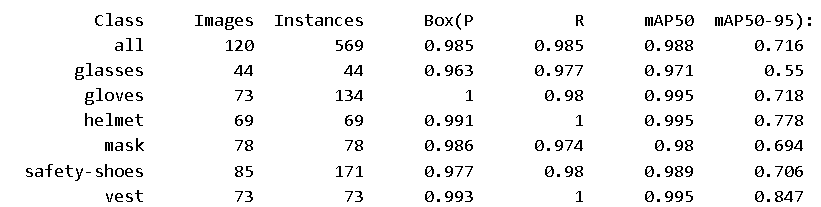 Class Images Instances Box(P R mAP50 mAP50-95):
all 120 569 0.985 0.985 0.988 0.716
glasses 44 44 0.963 0.977 0.971 0.55
gloves 73 134 1 0.98 0.995 0.718
helmet 69 69 0.991 1 0.995 0.778
mask 78 78 0.986 0.974 0.98 0.694
safety-shoes 85 171 0.977 0.98 0.989 0.706
vest 73 73 0.993 1 0.995 0.847